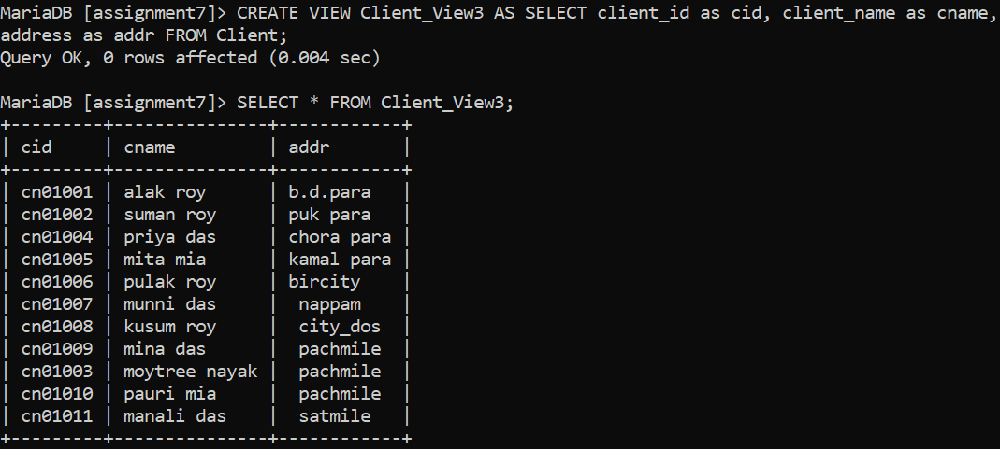 MariaDB [assignment7]> CREATE VIEW Client_View3 AS SELECT client_id as cid, client_name as cname,
address as addr FROM Client;
Query OK, 0 rows affected (0.004 sec)

MariaDB [assignment7]> SELECT * FROM Client_View3;
+---------+---------------+------------+
| cid     | cname         | addr       |
+---------+---------------+------------+
| cn01001 | alak roy      | b.d.para   |
| cn01002 | suman roy     | puk para   |
| cn01004 | priya das     | chora para |
| cn01005 | mita mia      | kamal para |
| cn01006 | pulak roy     | bircity    |
| cn01007 | munni das     |  nappam    |
| cn01008 | kusum roy     |  city_dos  |
| cn01009 | mina das      |  pachmile  |
| cn01003 | moytree nayak |  pachmile  |
| cn01010 | pauri mia     |  pachmile  |
| cn01011 | manali das    |  satmile   |
+---------+---------------+------------+